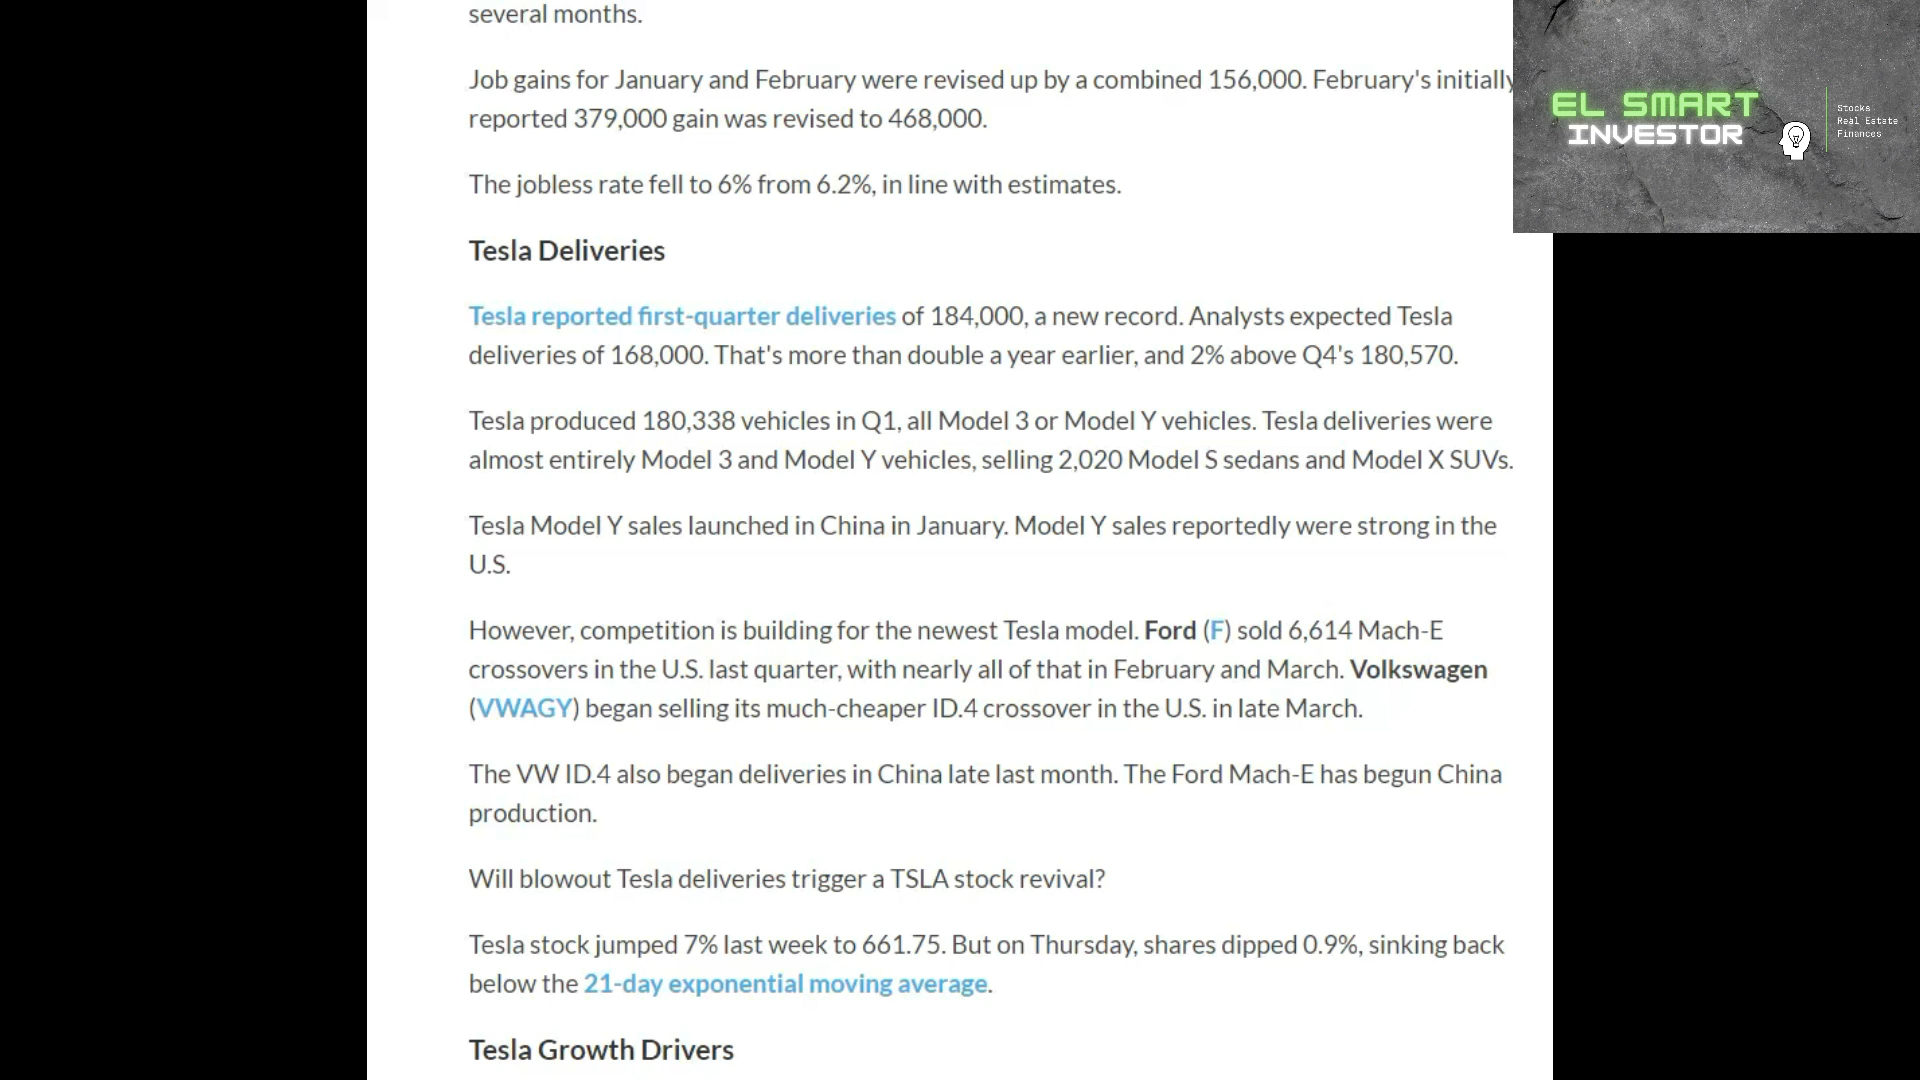 several months.
Job gains for January and February were revised up by a combined 156,000. February's initially
reported 379,000 gain was revised to 468,000.
The jobless rate fell to 6% from 6.2%, in line with estimates.
Tesla Deliveries
Tesla reported first-quarter deliveries of 184,000, a new record. Analysts expected Tesla
deliveries of 168,000. That's more than double a year earlier, and 2% above Q4's 180,570.
Tesla produced 180,338 vehicles in Q1, all Model 3 or Model Y vehicles. Tesla deliveries were
almost entirely Model 3 and Model Y vehicles, selling 2,020 Model S sedans and Model X SUVs.
Tesla Model Y sales launched in China in January. Model Y sales reportedly were strong in the
U.S.
However, competition is building for the newest Tesla model. Ford (F) sold 6,614 Mach-E
crossovers in the U.S. last quarter, with nearly all of that in February and March. Volkswagen
(VWAGY) began selling its much-cheaper ID.4 crossover in the U.S. in late March.
The VW ID.4 also began deliveries in China late last month. The Ford Mach-E has begun China
production.
Will blowout Tesla deliveries trigger a TSLA stock revival?
Tesla stock jumped 7% last week to 661.75. But on Thursday, shares dipped 0.9%, sinking back
below the 21-day exponential moving average.
Tesla Growth Drivers
EL SMART
INVESTOR
Stocks
Real Estate
Finances